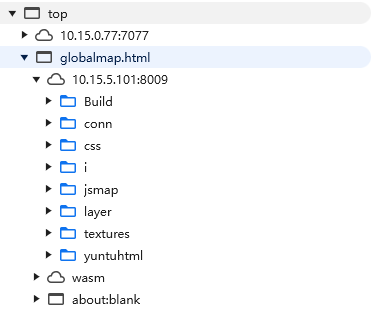 top
10.15.0.77:7077
globalmap.html
10.15.5.101:8009
Build
conn
css
i
jsmap
layer
textures
yuntuhtml
wasm
about:blank